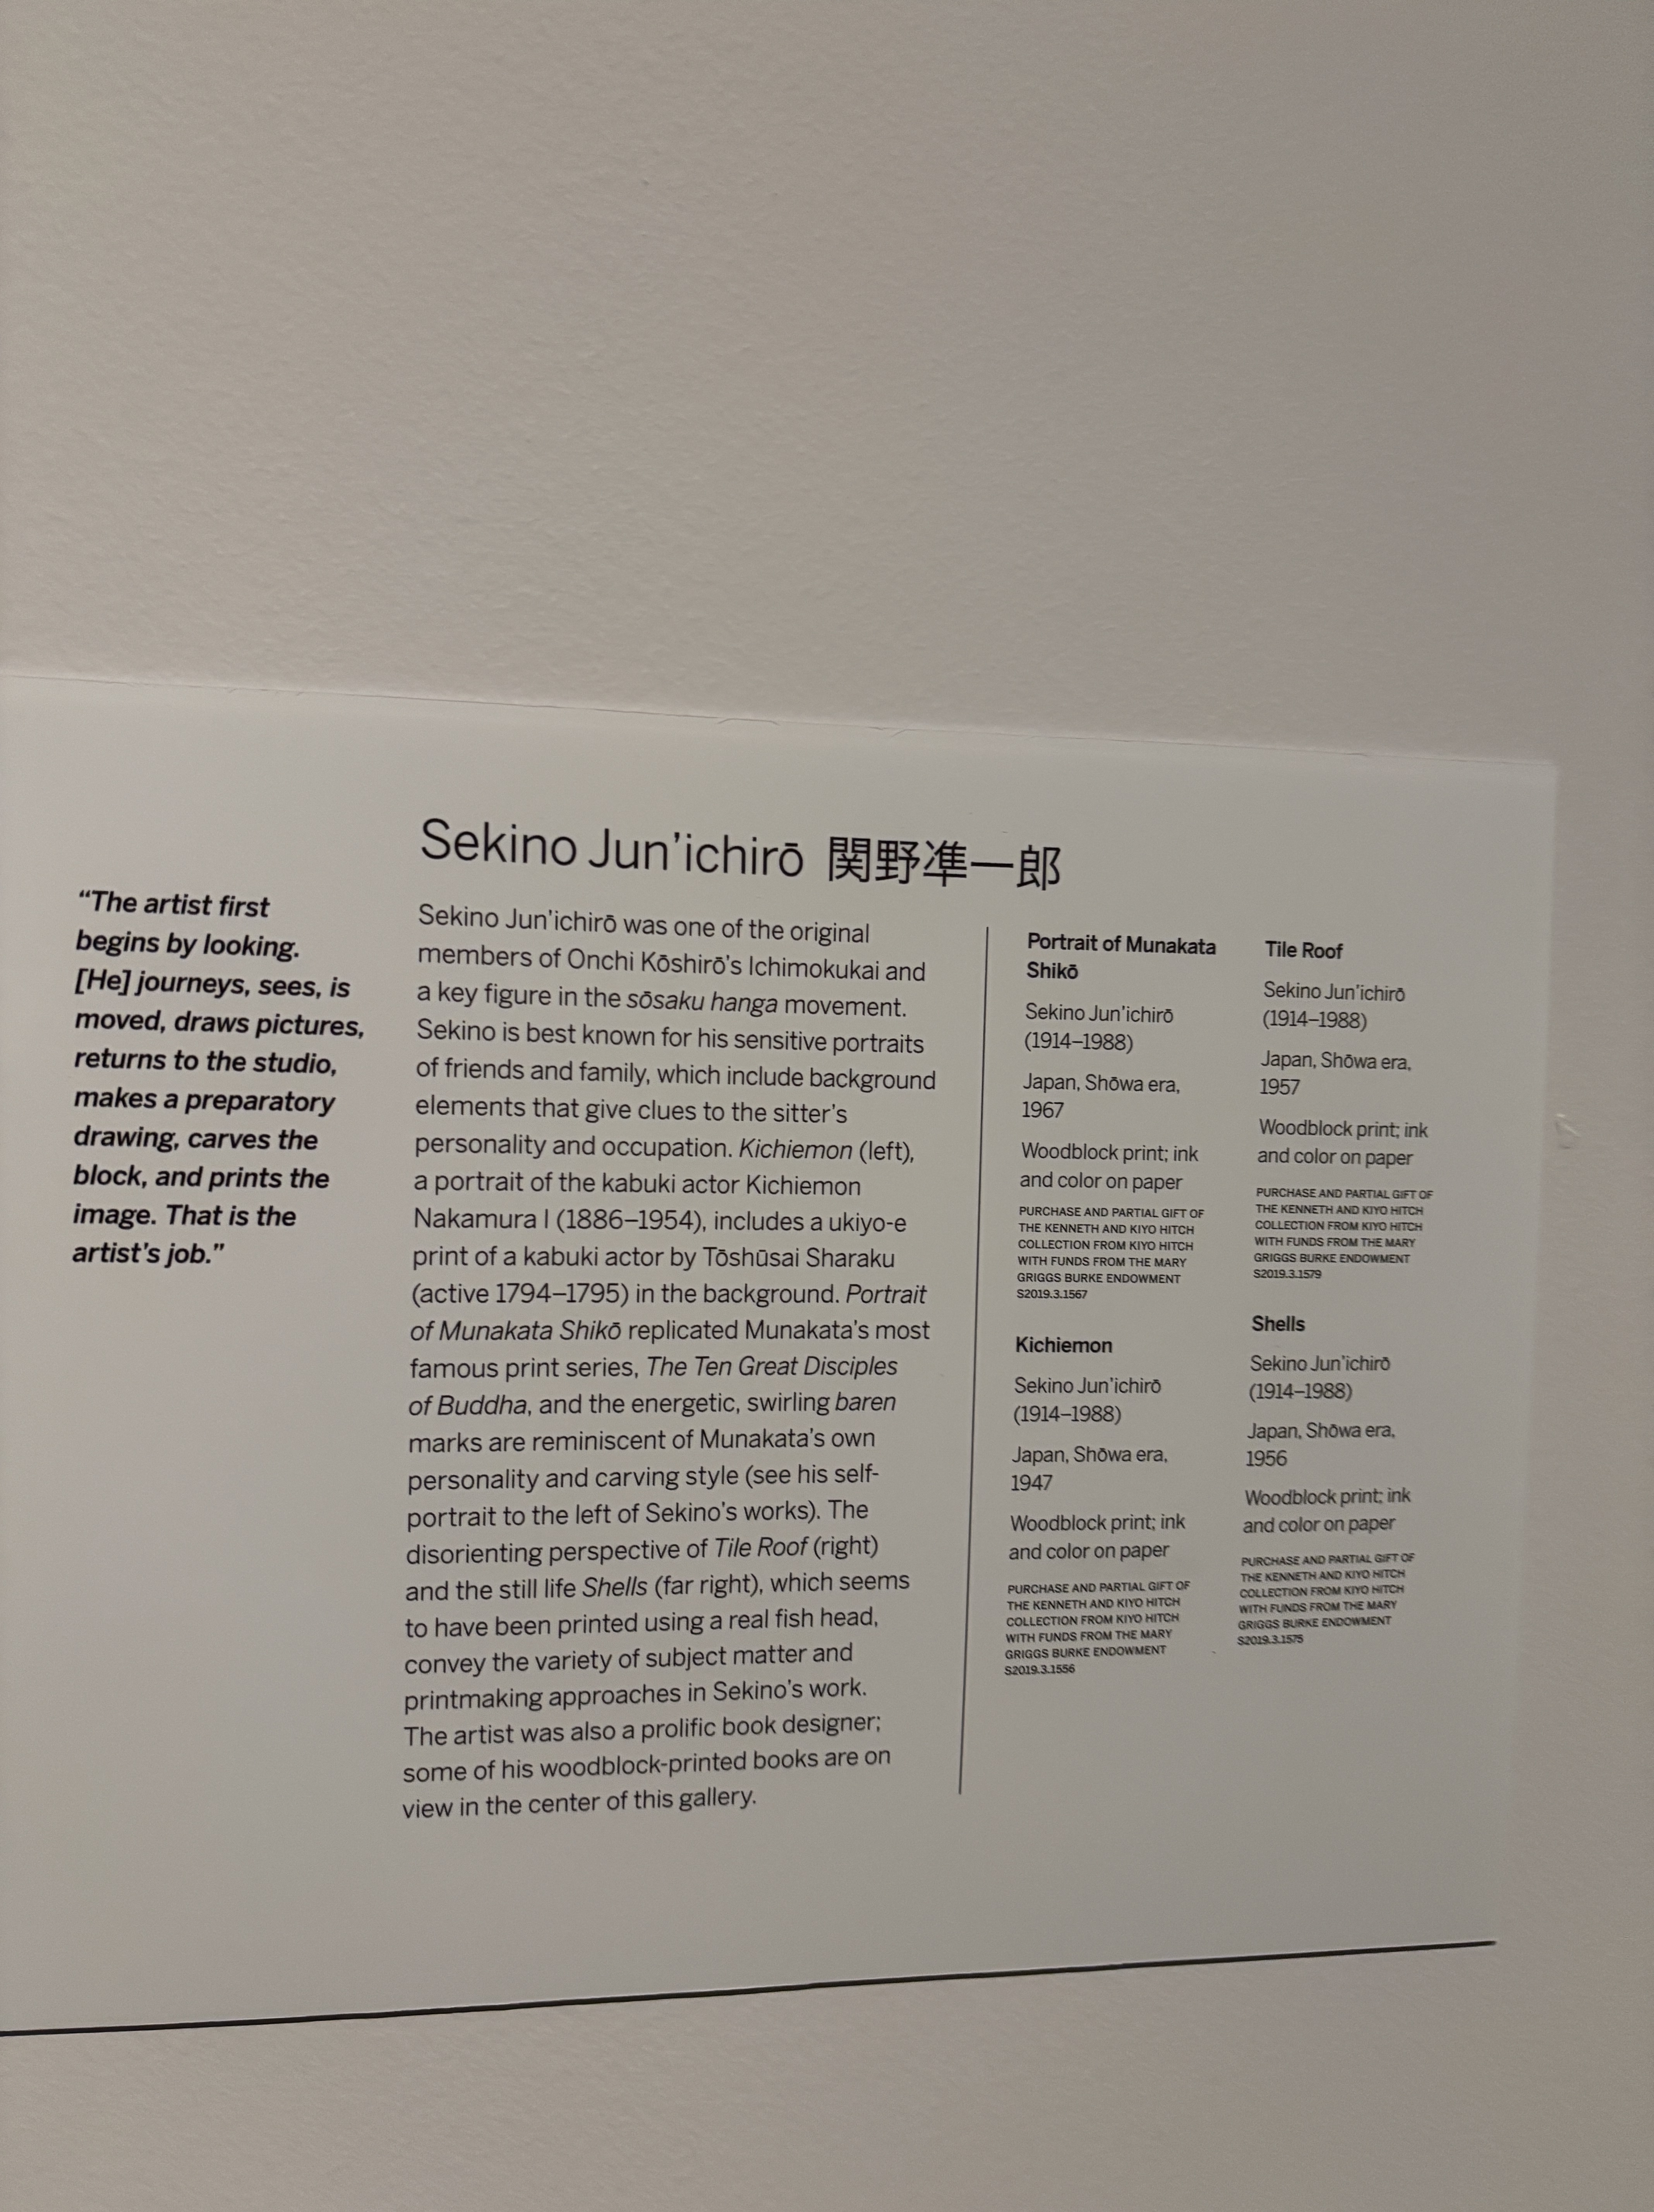 Sekino Jun’ichirō 関野凖一郎
“The artist first
begins by looking.
[He] journeys, sees, is
moved, draws pictures,
returns to the studio,
makes a preparatory
drawing, carves the
block, and prints the
image. That is the
artist’s job.”
Sekino Jun’ichirō was one of the original
members of Onchi Kōshirō’s Ichimokukai and
a key figure in the sōsaku hanga movement.
Sekino is best known for his sensitive portraits
of friends and family, which include background
elements that give clues to the sitter’s
personality and occupation. Kichiemon (left),
a portrait of the kabuki actor Kichiemon
Nakamura I (1886–1954), includes a ukiyo-e
print of a kabuki actor by Tōshūsai Sharaku
(active 1794–1795) in the background. Portrait
of Munakata Shikō replicated Munakata’s most
famous print series, The Ten Great Disciples
of Buddha, and the energetic, swirling baren
marks are reminiscent of Munakata’s own
personality and carving style (see his self-
portrait to the left of Sekino’s works). The
disorienting perspective of Tile Roof (right)
and the still life Shells (far right), which seems
to have been printed using a real fish head,
convey the variety of subject matter and
printmaking approaches in Sekino’s work.
The artist was also a prolific book designer;
some of his woodblock-printed books are on
view in the center of this gallery.
Portrait of Munakata
Shikō
Sekino Jun’ichirō
(1914–1988)
Japan, Shōwa era,
1967
Woodblock print; ink
and color on paper
PURCHASE AND PARTIAL GIFT OF
THE KENNETH AND KIYO HITCH
COLLECTION FROM KIYO HITCH
WITH FUNDS FROM THE MARY
GRIGGS BURKE ENDOWMENT
S2019.3.1567
Kichiemon
Sekino Jun’ichirō
(1914–1988)
Japan, Shōwa era,
1947
Woodblock print; ink
and color on paper
PURCHASE AND PARTIAL GIFT OF
THE KENNETH AND KIYO HITCH
COLLECTION FROM KIYO HITCH
WITH FUNDS FROM THE MARY
GRIGGS BURKE ENDOWMENT
S2019.3.1556
Tile Roof
Sekino Jun’ichirō
(1914–1988)
Japan, Shōwa era,
1957
Woodblock print; ink
and color on paper
PURCHASE AND PARTIAL GIFT OF
THE KENNETH AND KIYO HITCH
COLLECTION FROM KIYO HITCH
WITH FUNDS FROM THE MARY
GRIGGS BURKE ENDOWMENT
S2019.3.1579
Shells
Sekino Jun’ichirō
(1914–1988)
Japan, Shōwa era,
1956
Woodblock print; ink
and color on paper
PURCHASE AND PARTIAL GIFT OF
THE KENNETH AND KIYO HITCH
COLLECTION FROM KIYO HITCH
WITH FUNDS FROM THE MARY
GRIGGS BURKE ENDOWMENT
S2019.3.1575